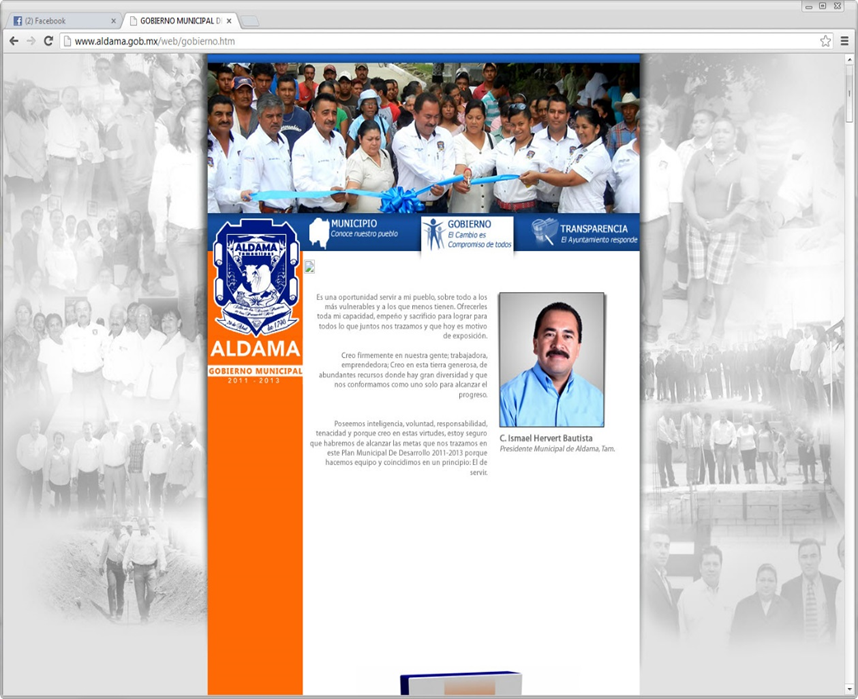 (2) Facebook
GOBIERNO MUNICIPAL DE
www.aldama.gob.mx/web/gobierno.htm
MUNICIPIO
Conoce nuestro pueblo
GOBIERNO
El Cambio es
Compromiso de todos
TRANSPARENCIA
El Ayuntamiento responde
ALDAMA
TAMAULIPAS
ALDAMA
GOBIERNO MUNICIPAL
2011 - 2013
Es una oportunidad servir a mi pueblo, sobre todo a los
más vulnerables y a los que menos tienen. Ofrecerles
toda mi capacidad, empeño y sacrificio para lograr para
todos lo que juntos nos trazamos y que hoy es motivo
de exposición.
Creo firmemente en nuestra gente; trabajadora,
emprendedora; Creo en esta tierra generosa, de
abundantes recursos donde hay gran diversidad y que
nos conformamos como uno solo para alcanzar el
progreso.
Poseemos inteligencia, voluntad, responsabilidad,
tenacidad y porque creo en estas virtudes, estoy seguro
que habremos de alcanzar las metas que nos trazamos en
este Plan Municipal De Desarrollo 2011-2013 porque
hacemos equipo y coincidimos en un principio: El de
servir.
C. Ismael Hervert Bautista
Presidente Municipal de Aldama, Tam.